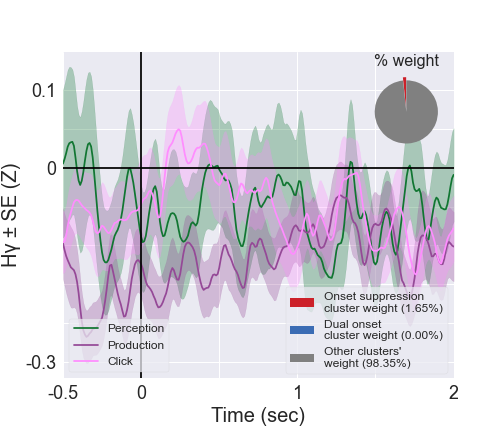 % weight
0.1
0
-0.3
Hγ ± SE (Z)
Perception
Production
Click
Onset suppression
cluster weight (1.65%)
Dual onset
cluster weight (0.00%)
Other clusters'
weight (98.35%)
-0.5
0
1
2
Time (sec)